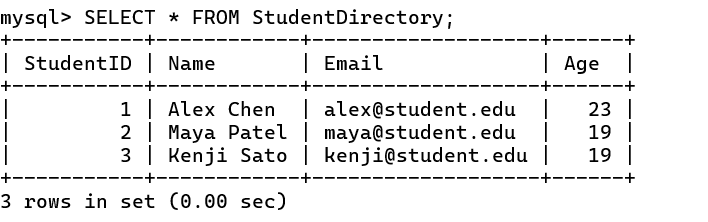 mysql> SELECT * FROM StudentDirectory;
+-----------+------------+-------------------+------+
| StudentID | Name       | Email             | Age  |
+-----------+------------+-------------------+------+
|         1 | Alex Chen  | alex@student.edu  |   23 |
|         2 | Maya Patel | maya@student.edu  |   19 |
|         3 | Kenji Sato | kenji@student.edu |   19 |
+-----------+------------+-------------------+------+
3 rows in set (0.00 sec)